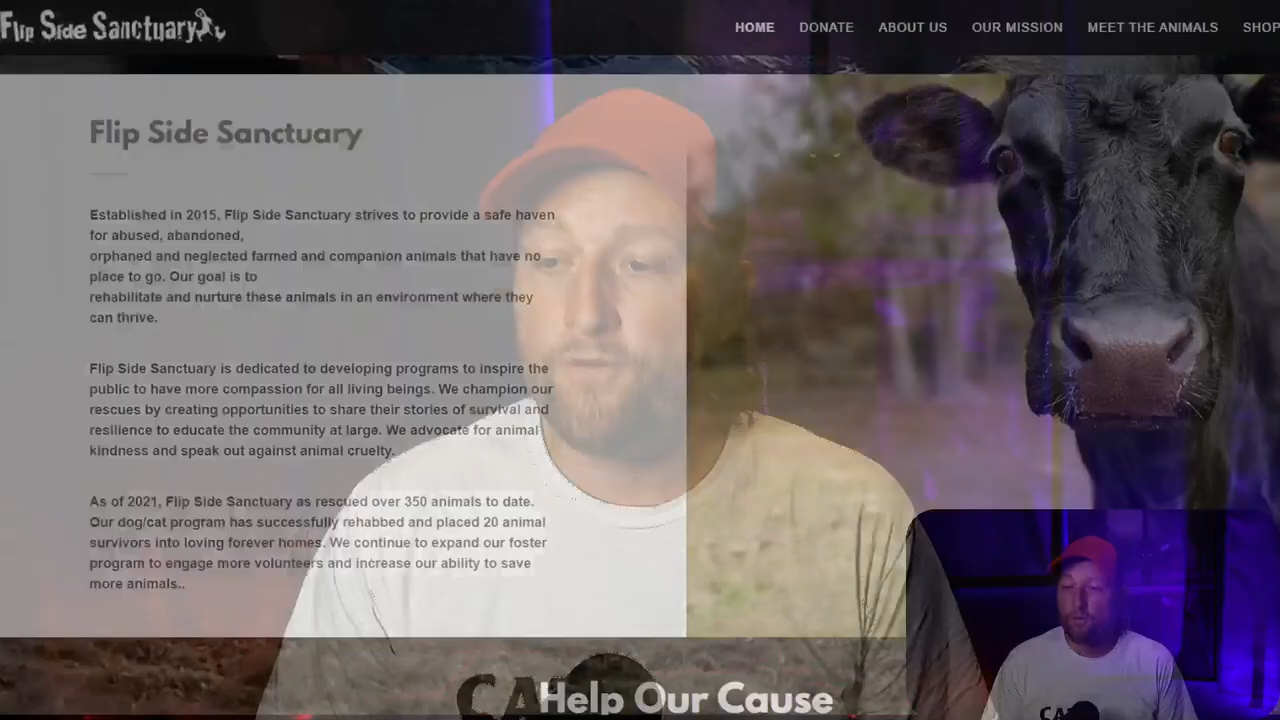 Flip Side Sanctuary
HOME DONATE ABOUT US OUR MISSION MEET THE ANIMALS SHOP
Flip Side Sanctuary
Established in 2015, Flip Side Sanctuary strives to provide a safe haven
for abused, abandoned,
orphaned and neglected farmed and companion animals that have no
place to go. Our goal is to
rehabilitate and nurture these animals in an environment where they
can thrive.
Flip Side Sanctuary is dedicated to developing programs to inspire the
public to have more compassion for all living beings. We champion our
rescues by creating opportunities to share their stories of survival and
resilience to educate the community at large. We advocate for animal
kindness and speak out against animal cruelty.
As of 2021, Flip Side Sanctuary as rescued over 350 animals to date.
Our dog/cat program has successfully rehabbed and placed 20 animal
survivors into loving forever homes. We continue to expand our foster
program to engage more volunteers and increase our ability to save
more animals..
Help Our Cause